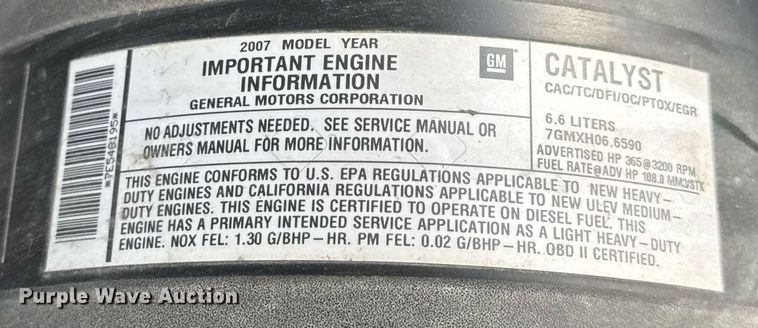 *7E548195*
2007 MODEL YEAR
IMPORTANT ENGINE
INFORMATION
GENERAL MOTORS CORPORATION
GM
NO ADJUSTMENTS NEEDED. SEE SERVICE MANUAL OR
OWNERS MANUAL FOR MORE INFORMATION.
CATALYST
CAC/TC/DFI/OC/PTOX/EGR
6.6 LITERS
7GMXH06.6590
ADVERTISED HP 365@3200 RPM
FUEL RATE@ADV HP 108.0 MM3/STK
THIS ENGINE CONFORMS TO U.S. EPA REGULATIONS APPLICABLE TO NEW HEAVY-
DUTY ENGINES AND CALIFORNIA REGULATIONS APPLICABLE TO NEW ULEV MEDIUM-
DUTY ENGINES. THIS ENGINE IS CERTIFIED TO OPERATE ON DIESEL FUEL. THIS
ENGINE HAS A PRIMARY INTENDED SERVICE APPLICATION AS A LIGHT HEAVY-DUTY
ENGINE. NOX FEL: 1.30 G/BHP-HR. PM FEL: 0.02 G/BHP-HR. OBD II CERTIFIED.
Purple Wave Auction